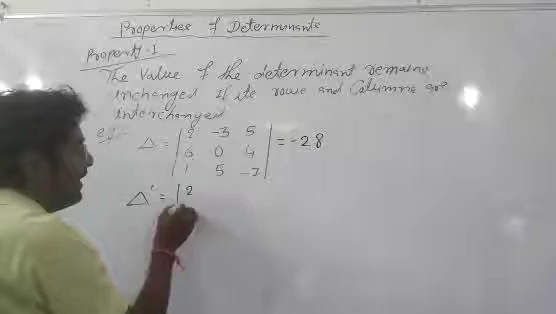 Properties of Determinants
Property-I
The Value of the determinant remains
unchanged if its rows and Columns are
interchanged
eg:- Δ = | 2 -3 5 | = -28
| 6 0 4 |
| 1 5 -7 |
Δ' = | 2